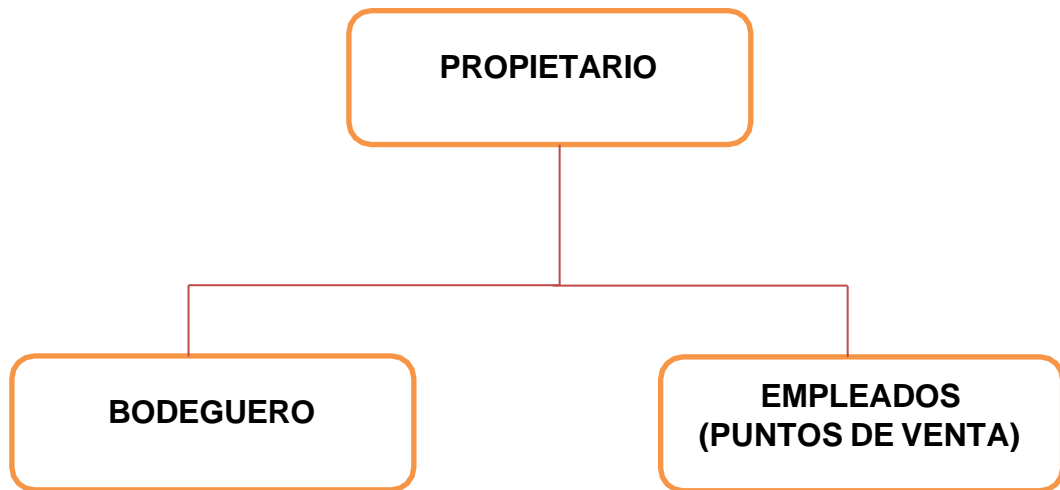 PROPIETARIO
BODEGUERO
EMPLEADOS
(PUNTOS DE VENTA)